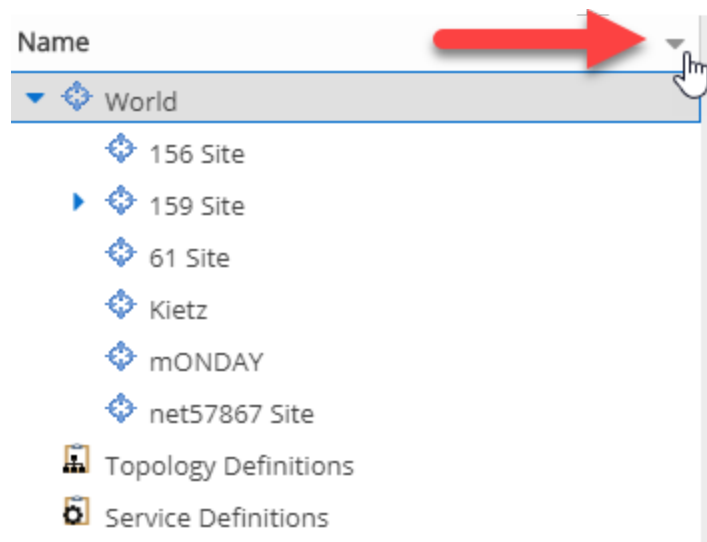 Name
World
156 Site
159 Site
61 Site
Kietz
mONDAY
net57867 Site
Topology Definitions
Service Definitions